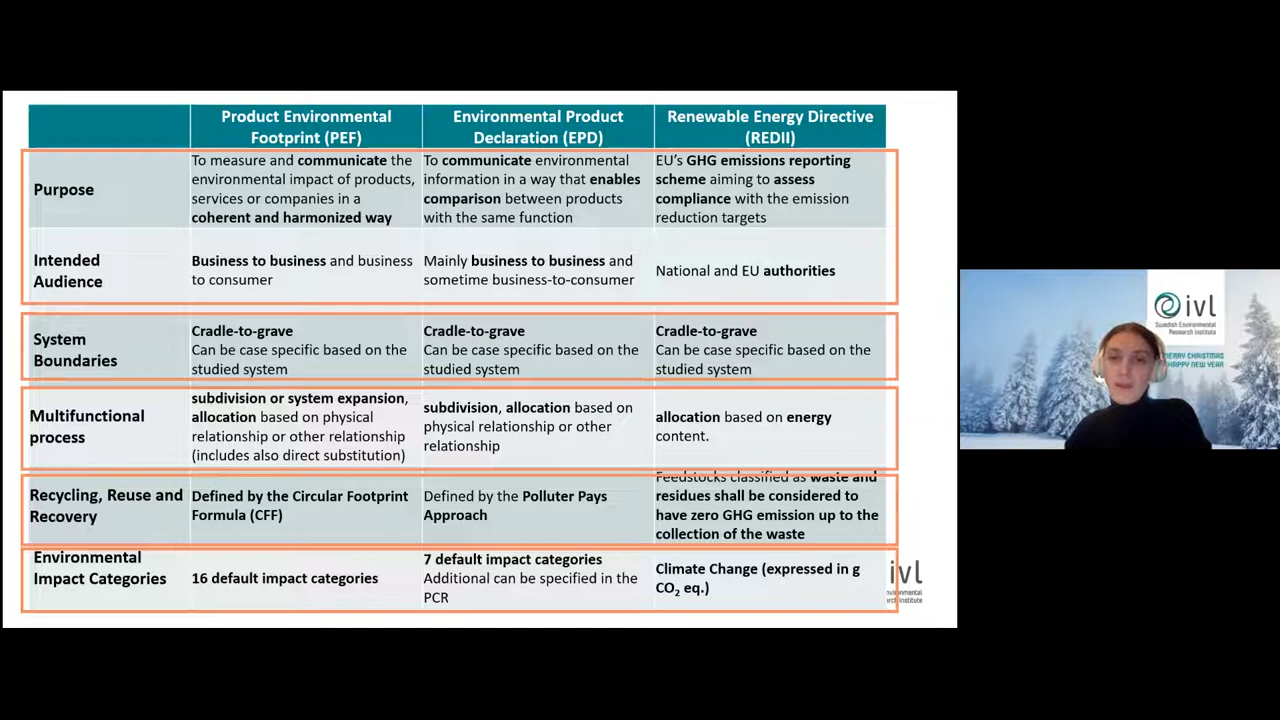 Product Environmental
Footprint (PEF)
Environmental Product
Declaration (EPD)
Renewable Energy Directive
(REDII)
Purpose
To measure and communicate the
environmental impact of products,
services or companies in a
coherent and harmonized way
To communicate environmental
information in a way that enables
comparison between products
with the same function
EU's GHG emissions reporting
scheme aiming to assess
compliance with the emission
reduction targets
Intended
Audience
Business to business and business
to consumer
Mainly business to business and
sometime business-to-consumer
National and EU authorities
System
Boundaries
Cradle-to-grave
Can be case specific based on the
studied system
Cradle-to-grave
Can be case specific based on the
studied system
Cradle-to-grave
Can be case specific based on the
studied system
Multifunctional
process
subdivision or system expansion,
allocation based on physical
relationship or other relationship
(includes also direct substitution)
subdivision, allocation based on
physical relationship or other
relationship
allocation based on energy
content.
Recycling, Reuse and
Recovery
Defined by the Circular Footprint
Formula (CFF)
Defined by the Polluter Pays
Approach
Feedstocks classified as waste and
residues shall be considered to
have zero GHG emission up to the
collection of the waste
Environmental
Impact Categories
16 default impact categories
7 default impact categories
Additional can be specified in the
PCR
Climate Change (expressed in g
CO2 eq.)
ivl
ivl
Swedish Environmental
Research Institute
MERRY CHRISTMAS
HAPPY NEW YEAR